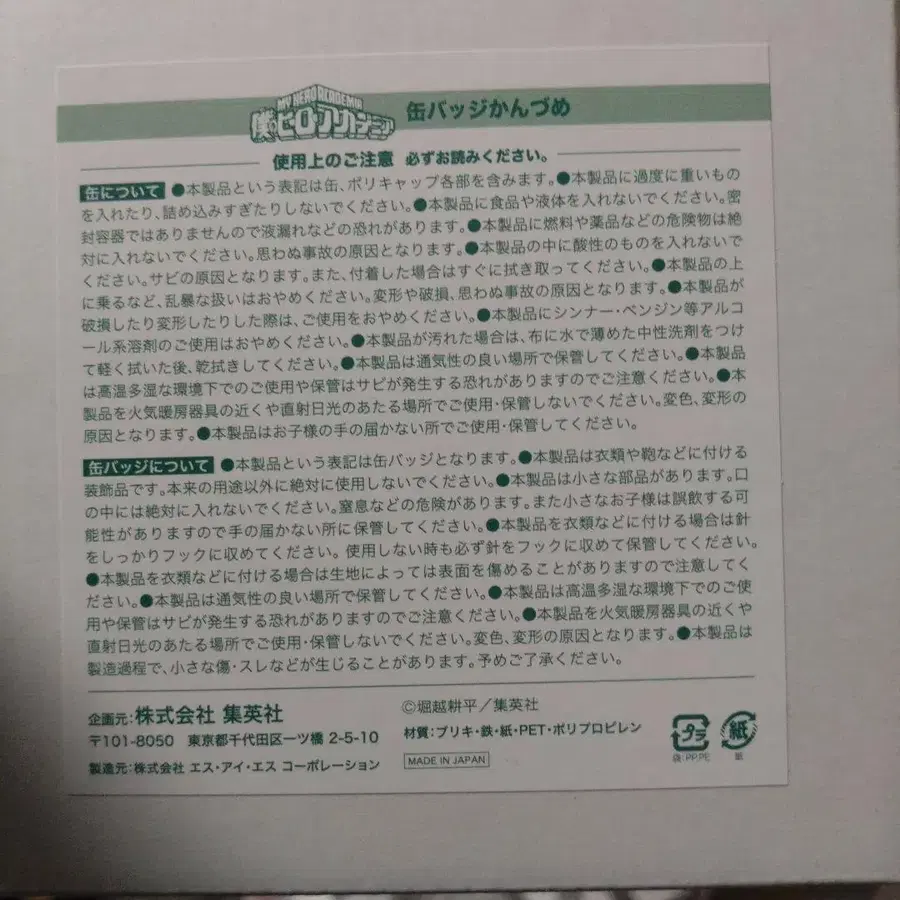 MY HERO ACADEMIA
僕のヒーローアカデミア
缶バッジかんづめ
使用上のご注意 必ずお読みください。
缶について ●本製品という表記は缶、ポリキャップ各部を含みます。●本製品に過度に重いもの
を入れたり、詰め込みすぎたりしないでください。●本製品に食品や液体を入れないでください。密
封容器ではありませんので液漏れなどの恐れがあります。●本製品に燃料や薬品などの危険物は絶
対に入れないでください。思わぬ事故の原因となります。●本製品の中に酸性のものを入れないで
ください。サビの原因となります。また、付着した場合はすぐに拭き取ってください。●本製品の上
に乗るなど、乱暴な扱いはおやめください。変形や破損、思わぬ事故の原因となります。●本製品が
破損したり変形したりした際は、ご使用をおやめください。●本製品にシンナー・ベンジン等アルコ
ール系溶剤のご使用はおやめください。●本製品が汚れた場合は、布に水で薄めた中性洗剤をつけ
て軽く拭いた後、乾拭きしてください。●本製品は通気性の良い場所で保管してください。●本製品
は高温多湿な環境下でのご使用や保管はサビが発生する恐れがありますのでご注意ください。●本
製品を火気暖房器具の近くや直射日光のあたる場所でご使用・保管しないでください。変色、変形の
原因となります。●本製品はお子様の手の届かない所でご使用・保管してください。
缶バッジについて ●本製品という表記は缶バッジとなります。●本製品は衣類や鞄などに付ける
装飾品です。本来の用途以外に絶対に使用しないでください。●本製品は小さな部品があります。口
の中には絶対に入れないでください。窒息などの危険があります。また小さなお子様は誤飲する可
能性がありますので手の届かない所に保管してください。●本製品を衣類などに付ける場合は針
をしっかりフックに収めてください。使用しない時も必ず針をフックに収めて保管してください。
●本製品を衣類などに付ける場合は生地によっては表面を傷めることがありますので注意してく
ださい。●本製品は通気性の良い場所で保管してください。●本製品は高温多湿な環境下でのご使
用や保管はサビが発生する恐れがありますのでご注意ください。●本製品を火気暖房器具の近くや
直射日光のあたる場所でご使用・保管しないでください。変色、変形の原因となります。●本製品は
製造過程で、小さな傷・スレなどが生じることがあります。予めご了承ください。
企画元:株式会社 集英社
〒101-8050 東京都千代田区一ツ橋 2-5-10
製造元:株式会社 エス・アイ・エス コーポレーション
©堀越耕平／集英社
材質:ブリキ・鉄・紙・PET・ポリプロピレン
MADE IN JAPAN
プラ
袋:PP,PE
紙
紙